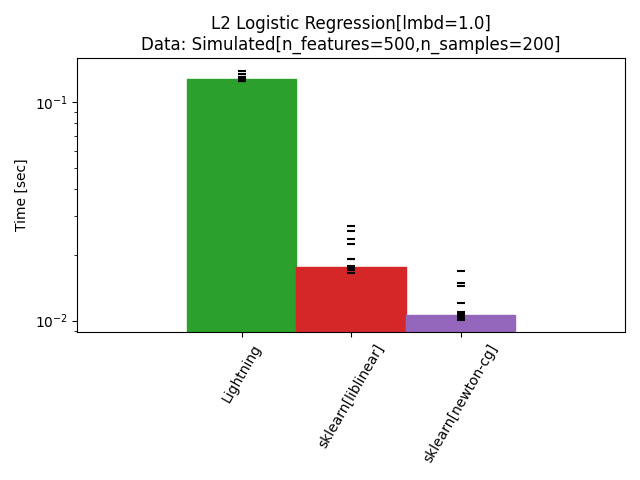 L2 Logistic Regression[lmbd=1.0]
Data: Simulated[n_features=500,n_samples=200]
Time [sec]
10⁻¹
10⁻²
Lightning
sklearn[liblinear]
sklearn[newton-cg]